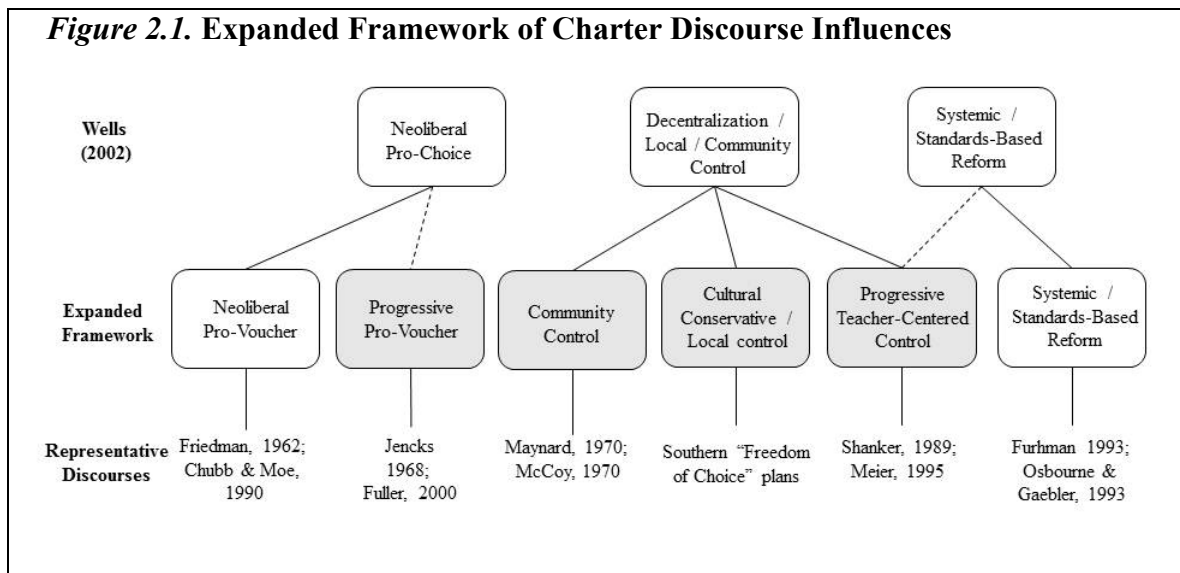 Figure 2.1. Expanded Framework of Charter Discourse Influences
Wells
(2002)
Neoliberal
Pro-Choice
Decentralization /
Local / Community
Control
Systemic /
Standards-Based
Reform
Expanded
Framework
Neoliberal
Pro-Voucher
Progressive
Pro-Voucher
Community
Control
Cultural
Conservative /
Local control
Progressive
Teacher-Centered
Control
Systemic /
Standards-Based
Reform
Representative
Discourses
Friedman, 1962;
Chubb & Moe,
1990
Jencks
1968;
Fuller, 2000
Maynard, 1970;
McCoy, 1970
Southern “Freedom
of Choice” plans
Shanker, 1989;
Meier, 1995
Furhman 1993;
Osbourne &
Gaebler, 1993